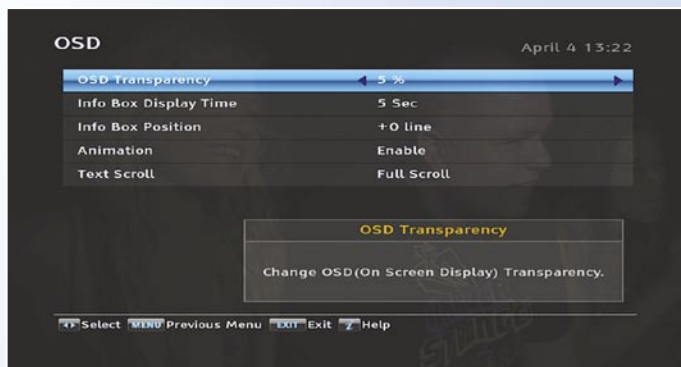 OSD
April 4 13:22
OSD Transparency 5 %
Info Box Display Time 5 Sec
Info Box Position +0 line
Animation Enable
Text Scroll Full Scroll
OSD Transparency
Change OSD(On Screen Display) Transparency.
Select MENU Previous Menu EXIT Exit i Help